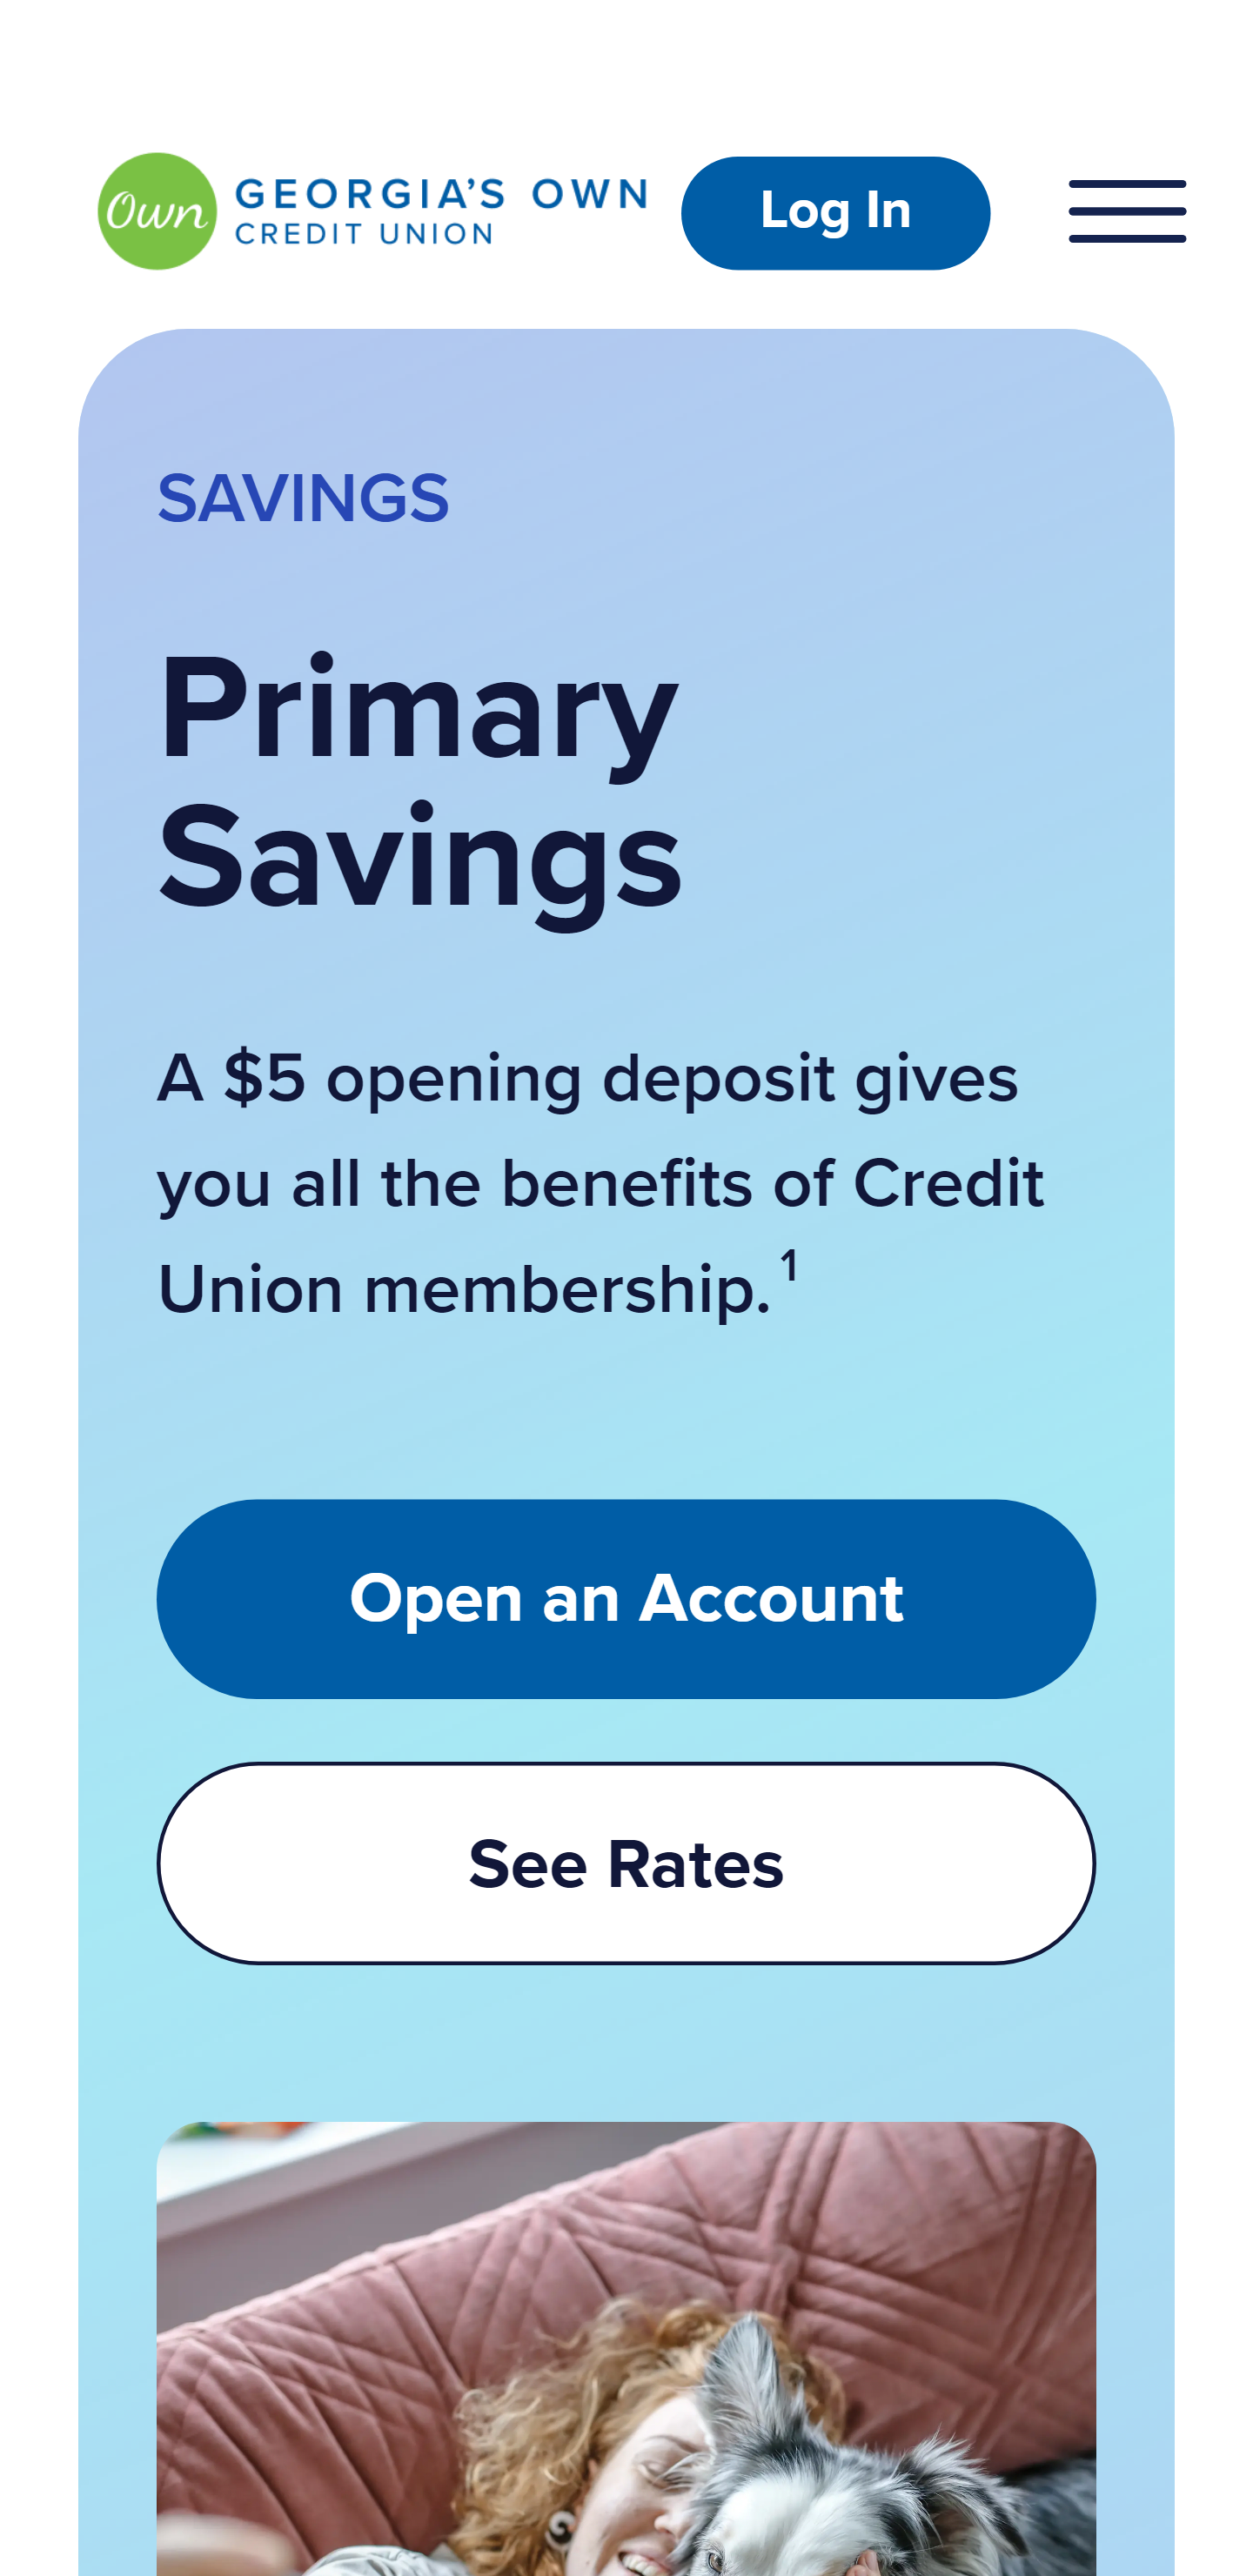 Own
GEORGIA'S OWN
CREDIT UNION
Log In
SAVINGS
Primary
Savings
A $5 opening deposit gives
you all the benefits of Credit
Union membership. 1
Open an Account
See Rates